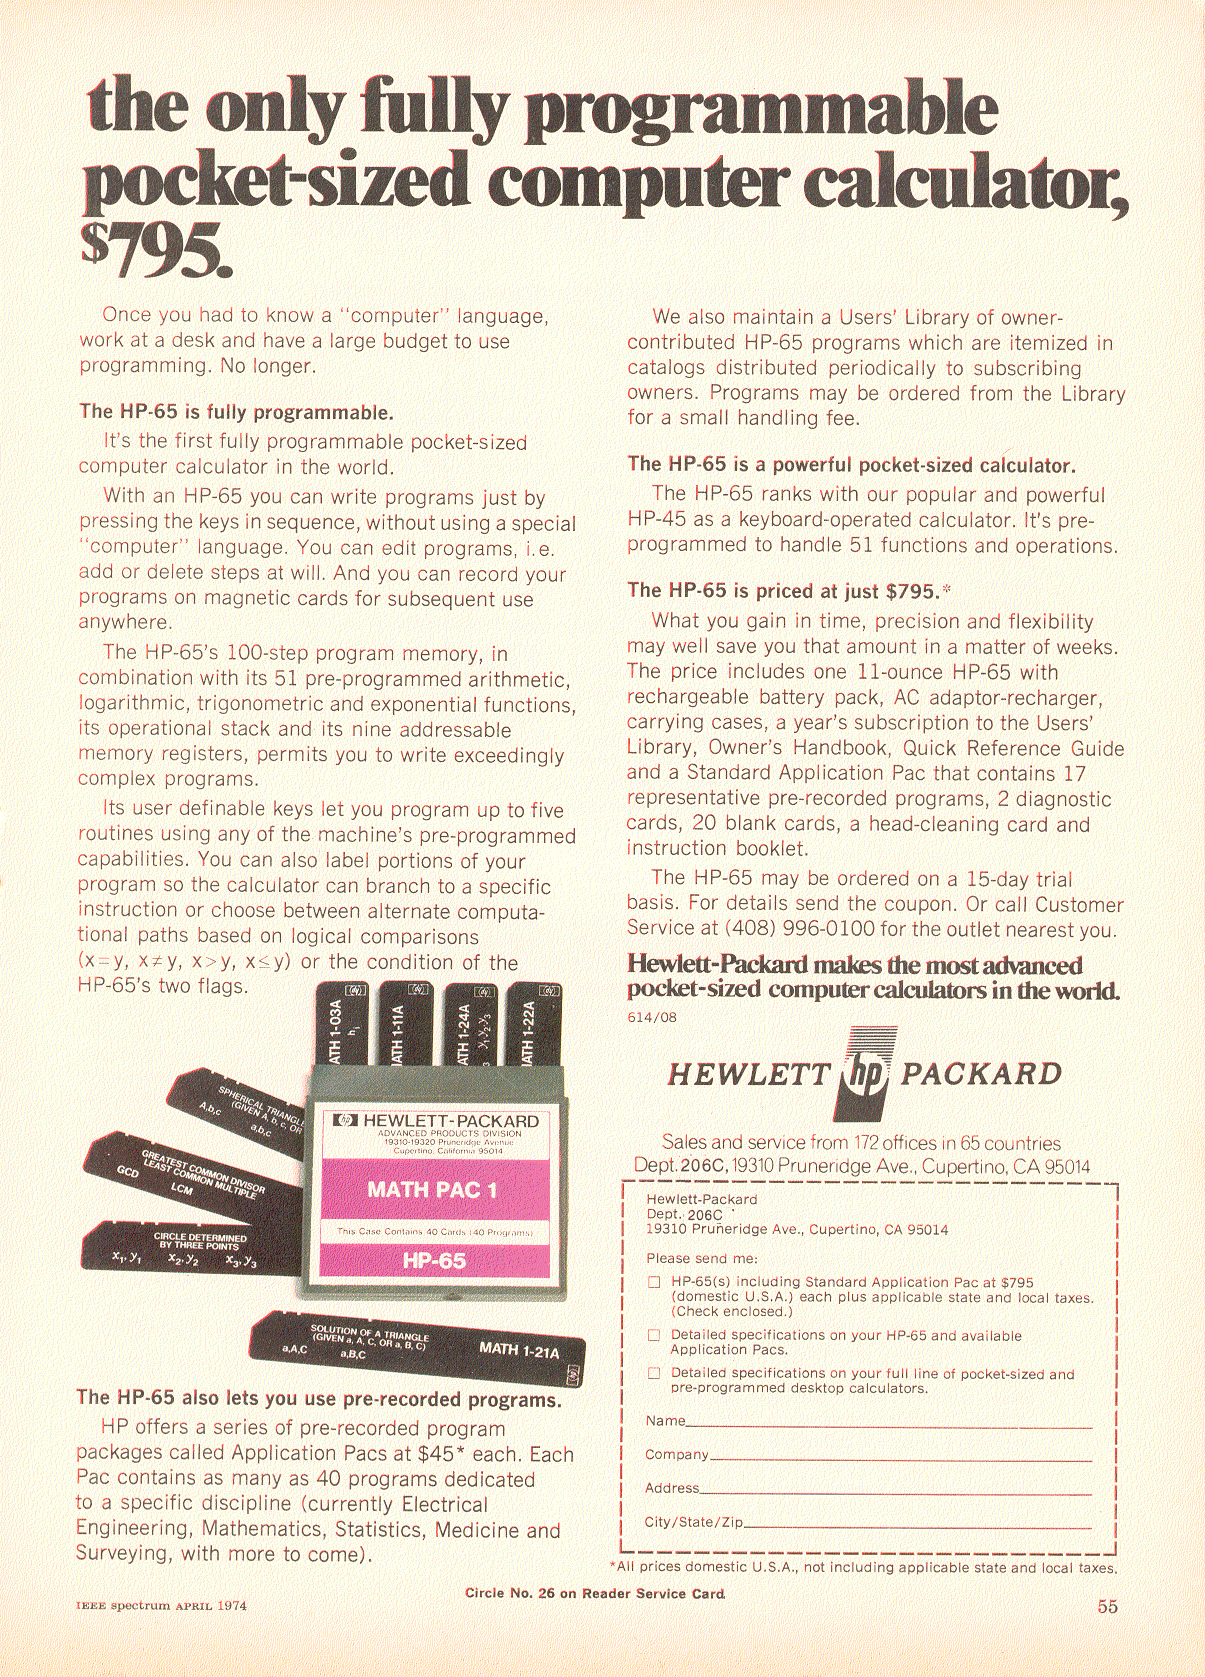 the only fully programmable
pocket-sized computer calculator,
$795.
Once you had to know a "computer" language,
work at a desk and have a large budget to use
programming. No longer.
The HP-65 is fully programmable.
It's the first fully programmable pocket-sized
computer calculator in the world.
With an HP-65 you can write programs just by
pressing the keys in sequence, without using a special
"computer" language. You can edit programs, i.e.
add or delete steps at will. And you can record your
programs on magnetic cards for subsequent use
anywhere.
The HP-65's 100-step program memory, in
combination with its 51 pre-programmed arithmetic,
logarithmic, trigonometric and exponential functions,
its operational stack and its nine addressable
memory registers, permits you to write exceedingly
complex programs.
Its user definable keys let you program up to five
routines using any of the machine's pre-programmed
capabilities. You can also label portions of your
program so the calculator can branch to a specific
instruction or choose between alternate computa-
tional paths based on logical comparisons
(x=y, x≠y, x>y, x≤y) or the condition of the
HP-65's two flags.
ATH 1-03A
h₁
MATH 1-11A
MATH 1-24A
y₁,y₂,y₃
MATH 1-22A
SPHERICAL TRIANGLE
(GIVEN A, b, c, OR
A,b,c
a,b,c
GREATEST COMMON DIVISOR
LEAST COMMON MULTIPLE
GCD
LCM
CIRCLE DETERMINED
BY THREE POINTS
x₁, y₁ x₂, y₂ x₃, y₃
hp HEWLETT-PACKARD
ADVANCED PRODUCTS DIVISION
19310-19320 Pruneridge Avenue
Cupertino, California 95014
MATH PAC 1
This Case Contains 40 Cards (40 Programs)
HP-65
SOLUTION OF A TRIANGLE
(GIVEN a, A, C, OR a, B, C)
a,A,C a,B,C
MATH 1-21A
The HP-65 also lets you use pre-recorded programs.
HP offers a series of pre-recorded program
packages called Application Pacs at $45* each. Each
Pac contains as many as 40 programs dedicated
to a specific discipline (currently Electrical
Engineering, Mathematics, Statistics, Medicine and
Surveying, with more to come).
We also maintain a Users' Library of owner-
contributed HP-65 programs which are itemized in
catalogs distributed periodically to subscribing
owners. Programs may be ordered from the Library
for a small handling fee.
The HP-65 is a powerful pocket-sized calculator.
The HP-65 ranks with our popular and powerful
HP-45 as a keyboard-operated calculator. It's pre-
programmed to handle 51 functions and operations.
The HP-65 is priced at just $795.*
What you gain in time, precision and flexibility
may well save you that amount in a matter of weeks.
The price includes one 11-ounce HP-65 with
rechargeable battery pack, AC adaptor-recharger,
carrying cases, a year's subscription to the Users'
Library, Owner's Handbook, Quick Reference Guide
and a Standard Application Pac that contains 17
representative pre-recorded programs, 2 diagnostic
cards, 20 blank cards, a head-cleaning card and
instruction booklet.
The HP-65 may be ordered on a 15-day trial
basis. For details send the coupon. Or call Customer
Service at (408) 996-0100 for the outlet nearest you.
Hewlett-Packard makes the most advanced
pocket-sized computer calculators in the world.
614/08
HEWLETT hp PACKARD
Sales and service from 172 offices in 65 countries
Dept. 206C, 19310 Pruneridge Ave., Cupertino, CA 95014
Hewlett-Packard
Dept. 206C
19310 Pruneridge Ave., Cupertino, CA 95014
Please send me:
☐ HP-65(s) including Standard Application Pac at $795
(domestic U.S.A.) each plus applicable state and local taxes.
(Check enclosed.)
☐ Detailed specifications on your HP-65 and available
Application Pacs.
☐ Detailed specifications on your full line of pocket-sized and
pre-programmed desktop calculators.
Name
Company
Address
City/State/Zip
*All prices domestic U.S.A., not including applicable state and local taxes.
Circle No. 26 on Reader Service Card
IEEE spectrum APRIL 1974
55